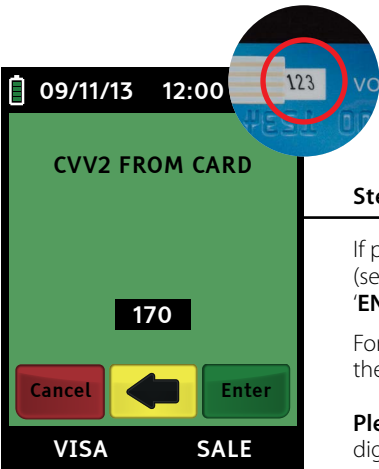 09/11/13 12:00
123
VO
CVV2 FROM CARD
170
Cancel
Enter
VISA SALE
Ste
If p
(se
'EN
For
the
Ple
dig